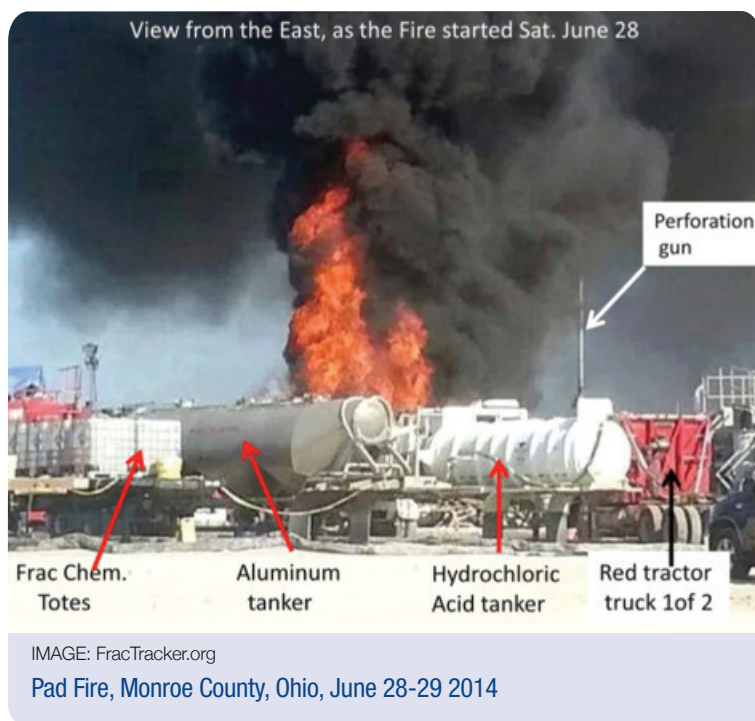 View from the East, as the Fire started Sat. June 28
Perforation
gun
Frac Chem.
Totes
Aluminum
tanker
Hydrochloric
Acid tanker
Red tractor
truck 1of 2
IMAGE: FracTracker.org
Pad Fire, Monroe County, Ohio, June 28-29 2014